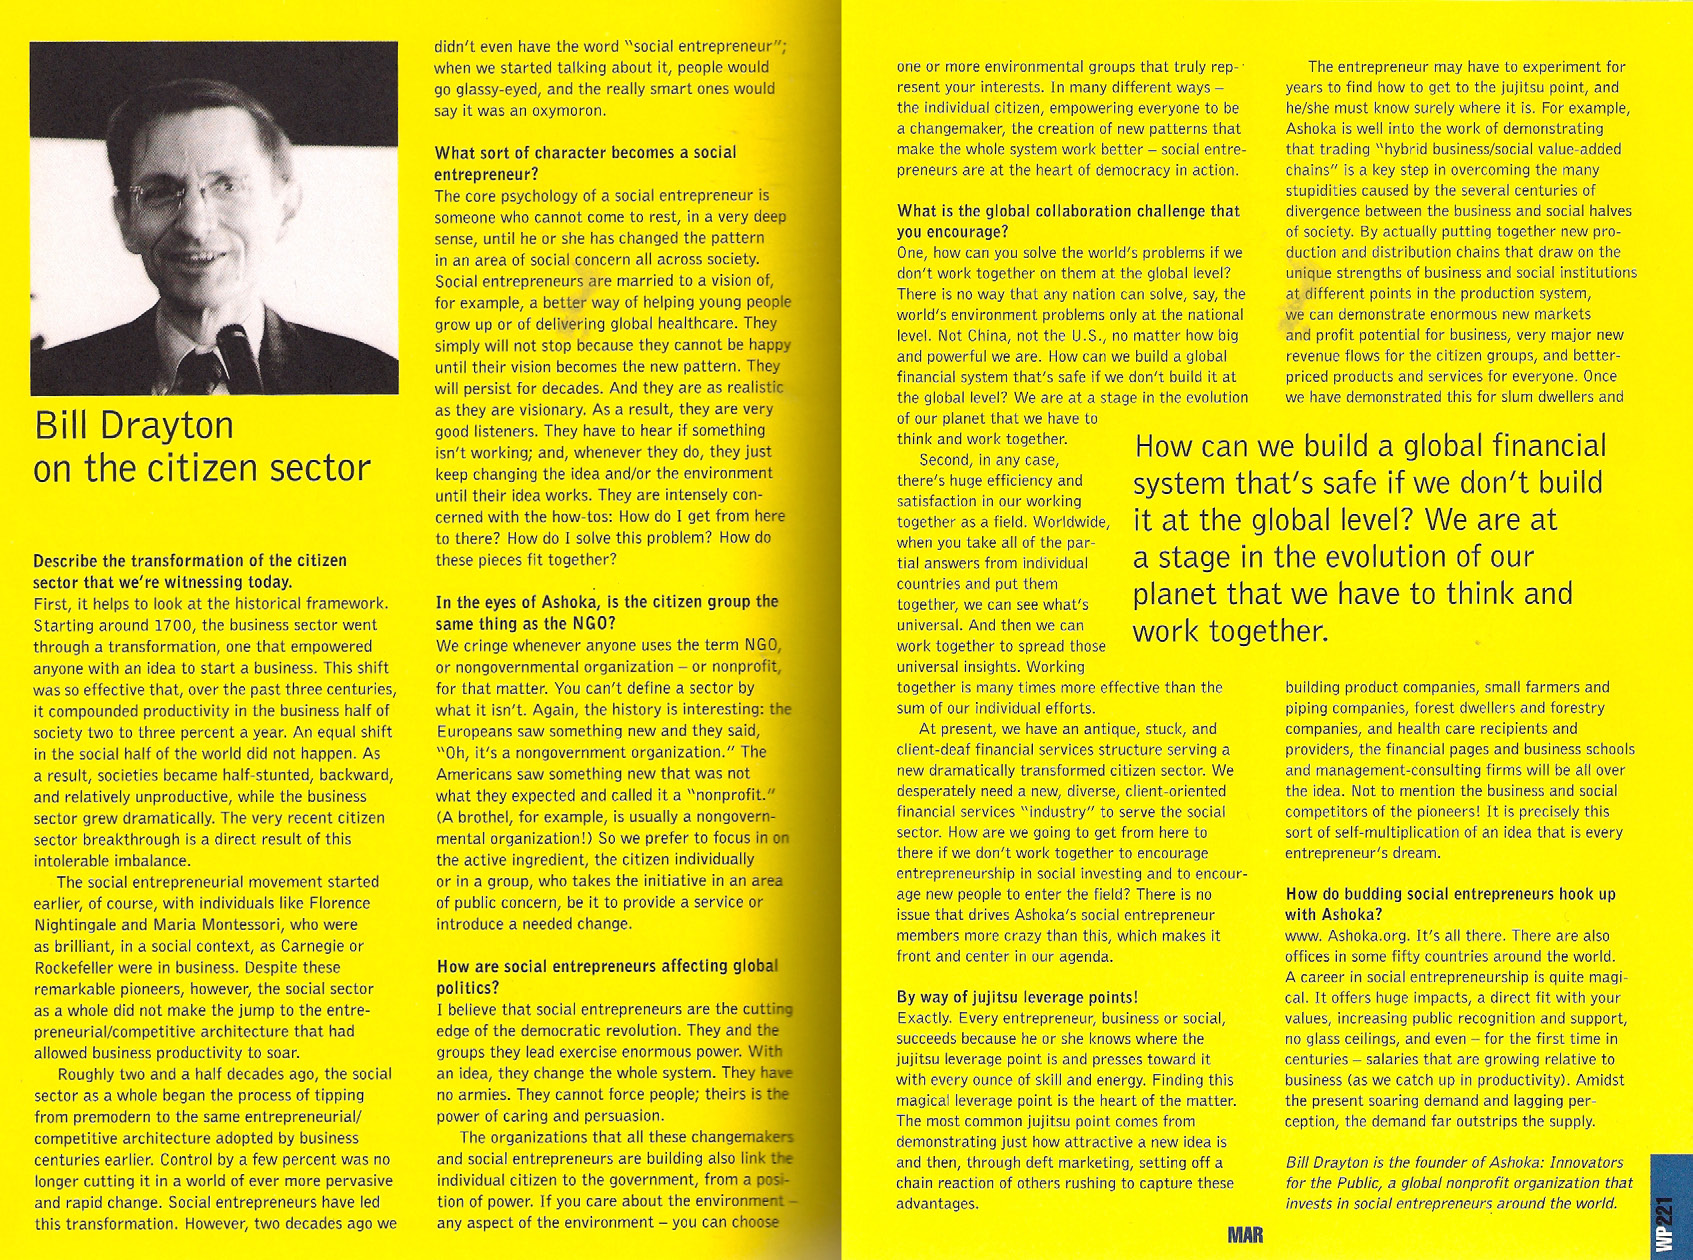 Bill Drayton
on the citizen sector
Describe the transformation of the citizen
sector that we're witnessing today.
First, it helps to look at the historical framework.
Starting around 1700, the business sector went
through a transformation, one that empowered
anyone with an idea to start a business. This shift
was so effective that, over the past three centuries,
it compounded productivity in the business half of
society two to three percent a year. An equal shift
in the social half of the world did not happen. As
a result, societies became half-stunted, backward,
and relatively unproductive, while the business
sector grew dramatically. The very recent citizen
sector breakthrough is a direct result of this
intolerable imbalance.
The social entrepreneurial movement started
earlier, of course, with individuals like Florence
Nightingale and Maria Montessori, who were
as brilliant, in a social context, as Carnegie or
Rockefeller were in business. Despite these
remarkable pioneers, however, the social sector
as a whole did not make the jump to the entre-
preneurial/competitive architecture that had
allowed business productivity to soar.
Roughly two and a half decades ago, the social
sector as a whole began the process of tipping
from premodern to the same entrepreneurial/
competitive architecture adopted by business
centuries earlier. Control by a few percent was no
longer cutting it in a world of ever more pervasive
and rapid change. Social entrepreneurs have led
this transformation. However, two decades ago we
didn't even have the word "social entrepreneur";
when we started talking about it, people would
go glassy-eyed, and the really smart ones would
say it was an oxymoron.
What sort of character becomes a social
entrepreneur?
The core psychology of a social entrepreneur is
someone who cannot come to rest, in a very deep
sense, until he or she has changed the pattern
in an area of social concern all across society.
Social entrepreneurs are married to a vision of,
for example, a better way of helping young people
grow up or of delivering global healthcare. They
simply will not stop because they cannot be happy
until their vision becomes the new pattern. They
will persist for decades. And they are as realistic
as they are visionary. As a result, they are very
good listeners. They have to hear if something
isn't working; and, whenever they do, they just
keep changing the idea and/or the environment
until their idea works. They are intensely con-
cerned with the how-tos: How do I get from here
to there? How do I solve this problem? How do
these pieces fit together?
In the eyes of Ashoka, is the citizen group the
same thing as the NGO?
We cringe whenever anyone uses the term NGO,
or nongovernmental organization – or nonprofit,
for that matter. You can't define a sector by
what it isn't. Again, the history is interesting: the
Europeans saw something new and they said,
"Oh, it's a nongovernment organization." The
Americans saw something new that was not
what they expected and called it a "nonprofit."
(A brothel, for example, is usually a nongovern-
mental organization!) So we prefer to focus in on
the active ingredient, the citizen individually
or in a group, who takes the initiative in an area
of public concern, be it to provide a service or
introduce a needed change.
How are social entrepreneurs affecting global
politics?
I believe that social entrepreneurs are the cutting
edge of the democratic revolution. They and the
groups they lead exercise enormous power. With
an idea, they change the whole system. They have
no armies. They cannot force people; theirs is the
power of caring and persuasion.
The organizations that all these changemakers
and social entrepreneurs are building also link the
individual citizen to the government, from a posi-
tion of power. If you care about the environment –
any aspect of the environment – you can choose
one or more environmental groups that truly rep-
resent your interests. In many different ways –
the individual citizen, empowering everyone to be
a changemaker, the creation of new patterns that
make the whole system work better – social entre-
preneurs are at the heart of democracy in action.
What is the global collaboration challenge that
you encourage?
One, how can you solve the world's problems if we
don't work together on them at the global level?
There is no way that any nation can solve, say, the
world's environment problems only at the national
level. Not China, not the U.S., no matter how big
and powerful we are. How can we build a global
financial system that's safe if we don't build it at
the global level? We are at a stage in the evolution
of our planet that we have to
think and work together.
Second, in any case,
there's huge efficiency and
satisfaction in our working
together as a field. Worldwide,
when you take all of the par-
tial answers from individual
countries and put them
together, we can see what's
universal. And then we can
work together to spread those
universal insights. Working
together is many times more effective than the
sum of our individual efforts.
At present, we have an antique, stuck, and
client-deaf financial services structure serving a
new dramatically transformed citizen sector. We
desperately need a new, diverse, client-oriented
financial services "industry" to serve the social
sector. How are we going to get from here to
there if we don't work together to encourage
entrepreneurship in social investing and to encour-
age new people to enter the field? There is no
issue that drives Ashoka's social entrepreneur
members more crazy than this, which makes it
front and center in our agenda.
By way of jujitsu leverage points!
Exactly. Every entrepreneur, business or social,
succeeds because he or she knows where the
jujitsu leverage point is and presses toward it
with every ounce of skill and energy. Finding this
magical leverage point is the heart of the matter.
The most common jujitsu point comes from
demonstrating just how attractive a new idea is
and then, through deft marketing, setting off a
chain reaction of others rushing to capture these
advantages.
The entrepreneur may have to experiment for
years to find how to get to the jujitsu point, and
he/she must know surely where it is. For example,
Ashoka is well into the work of demonstrating
that trading "hybrid business/social value-added
chains" is a key step in overcoming the many
stupidities caused by the several centuries of
divergence between the business and social halves
of society. By actually putting together new pro-
duction and distribution chains that draw on the
unique strengths of business and social institutions
at different points in the production system,
we can demonstrate enormous new markets
and profit potential for business, very major new
revenue flows for the citizen groups, and better-
priced products and services for everyone. Once
we have demonstrated this for slum dwellers and
How can we build a global financial
system that's safe if we don't build
it at the global level? We are at
a stage in the evolution of our
planet that we have to think and
work together.
building product companies, small farmers and
piping companies, forest dwellers and forestry
companies, and health care recipients and
providers, the financial pages and business schools
and management-consulting firms will be all over
the idea. Not to mention the business and social
competitors of the pioneers! It is precisely this
sort of self-multiplication of an idea that is every
entrepreneur's dream.
How do budding social entrepreneurs hook up
with Ashoka?
www. Ashoka.org. It's all there. There are also
offices in some fifty countries around the world.
A career in social entrepreneurship is quite magi-
cal. It offers huge impacts, a direct fit with your
values, increasing public recognition and support,
no glass ceilings, and even – for the first time in
centuries – salaries that are growing relative to
business (as we catch up in productivity). Amidst
the present soaring demand and lagging per-
ception, the demand far outstrips the supply.
Bill Drayton is the founder of Ashoka: Innovators
for the Public, a global nonprofit organization that
invests in social entrepreneurs around the world.
MAR
WP221